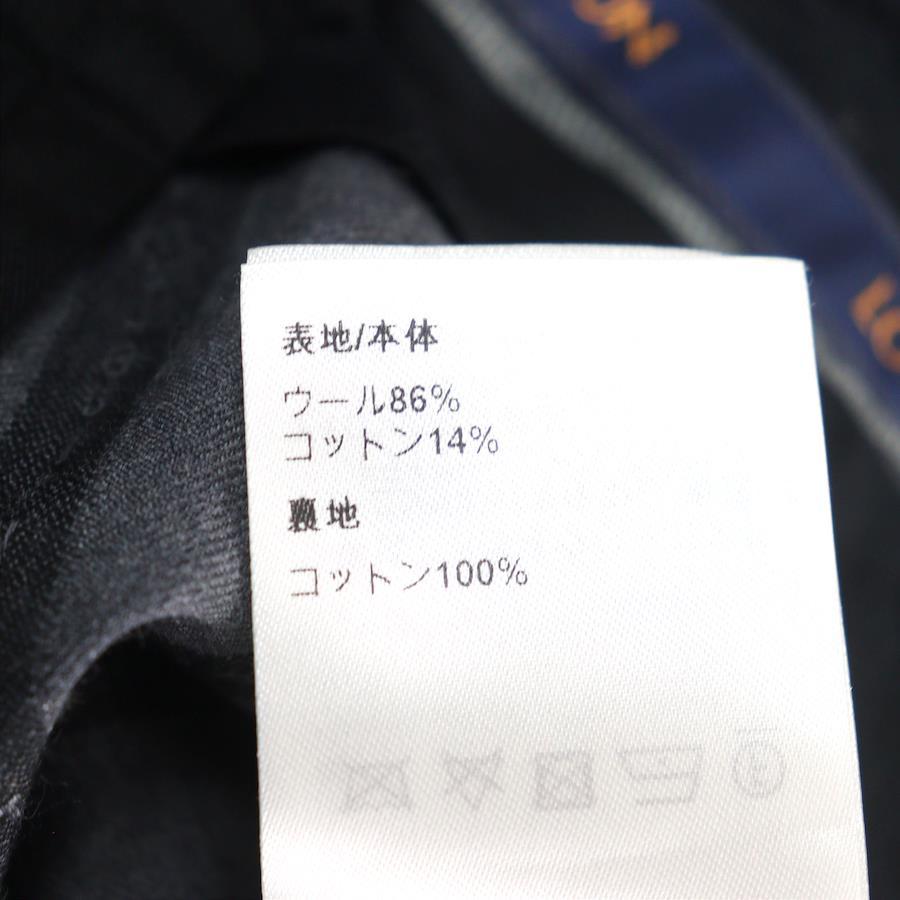 表地/本体
ウール86%
コットン14%
裏地
コットン100%